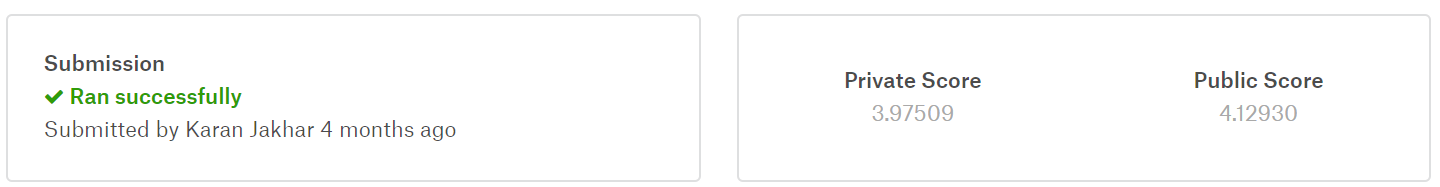 Submission
✔ Ran successfully
Submitted by Karan Jakhar 4 months ago
Private Score
3.97509
Public Score
4.12930